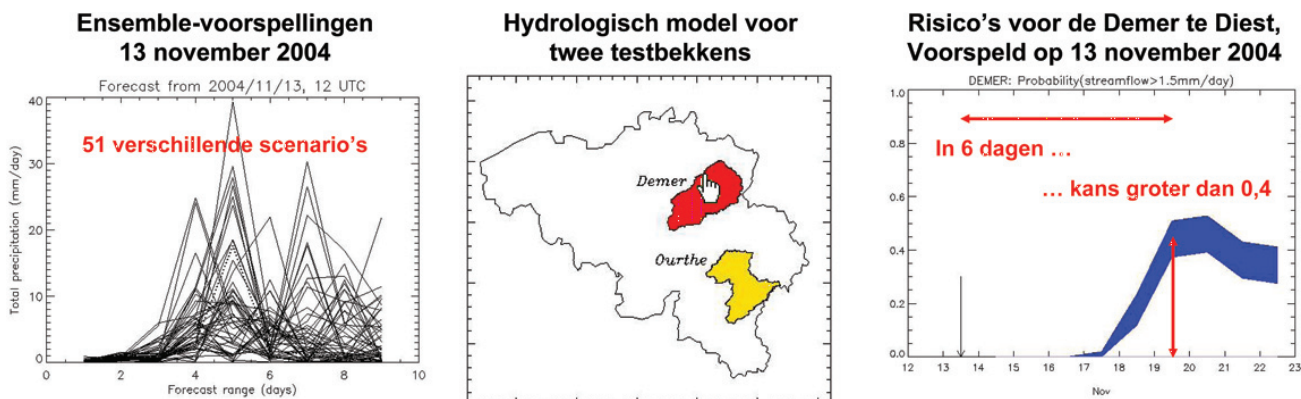 Ensemble-voorspellingen
13 november 2004
Forecast from 2004/11/13, 12 UTC
51 verschillende scenario's
Total precipitation (mm/day)
40
30
20
10
0
0 2 4 6 8 10
Forecast range (days)
Hydrologisch model voor
twee testbekkens
Demer
Ourthe
Risico's voor de Demer te Diest,
Voorspeld op 13 november 2004
DEMER: Probability(streamflow>1.5mm/day)
1.0
0.8
0.6
0.4
0.2
0.0
In 6 dagen ...
... kans groter dan 0,4
12 13 14 15 16 17 18 19 20 21 22 23
Nov